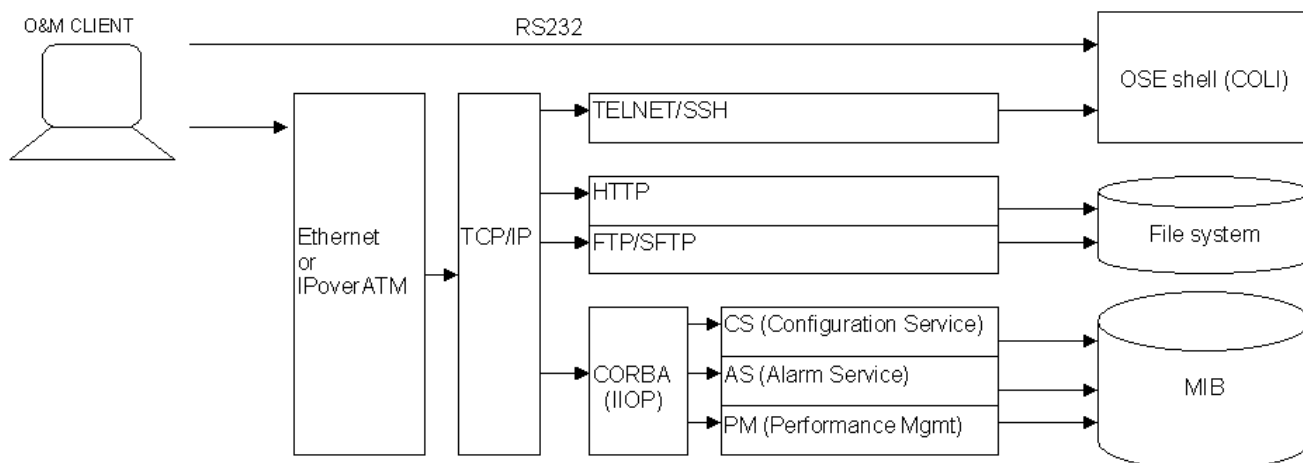 O&M CLIENT
RS232
OSE shell (COLI)
TELNET/SSH
HTTP
FTP/SFTP
File system
Ethernet
or
IPoverATM
TCP/IP
CORBA
(IIOP)
CS (Configuration Service)
AS (Alarm Service)
PM (Performance Mgmt)
MIB